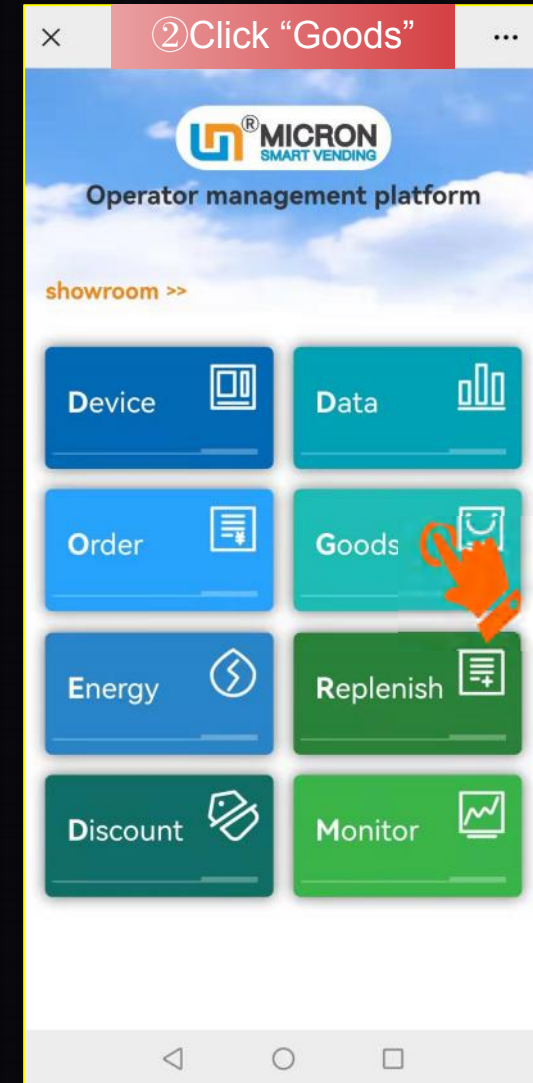 ②Click “Goods”
®MICRON
SMART VENDING
Operator management platform
showroom >>
Device
Data
Order
Goods
Energy
Replenish
Discount
Monitor